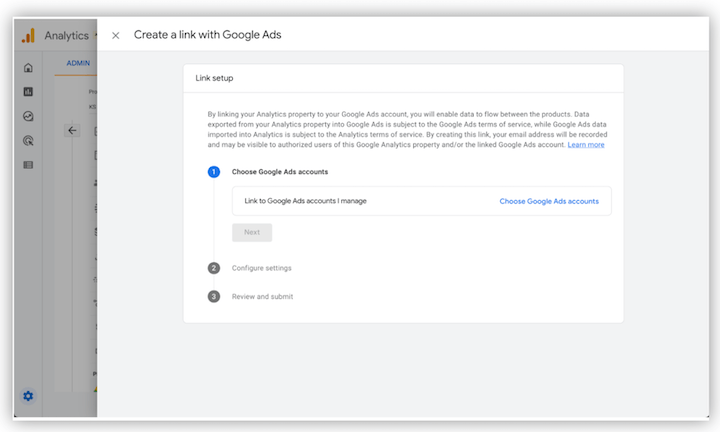 Analytics
Create a link with Google Ads
ADMIN
Link setup
By linking your Analytics property to your Google Ads account, you will enable data to flow between the products. Data
exported from your Analytics property into Google Ads is subject to the Google Ads terms of service, while Google Ads data
imported into Analytics is subject to the Analytics terms of service. By creating this link, your email address will be recorded
and may be visible to authorized users of this Google Analytics property and/or the linked Google Ads account. Learn more
1 Choose Google Ads accounts
Link to Google Ads accounts I manage Choose Google Ads accounts
Next
2 Configure settings
3 Review and submit